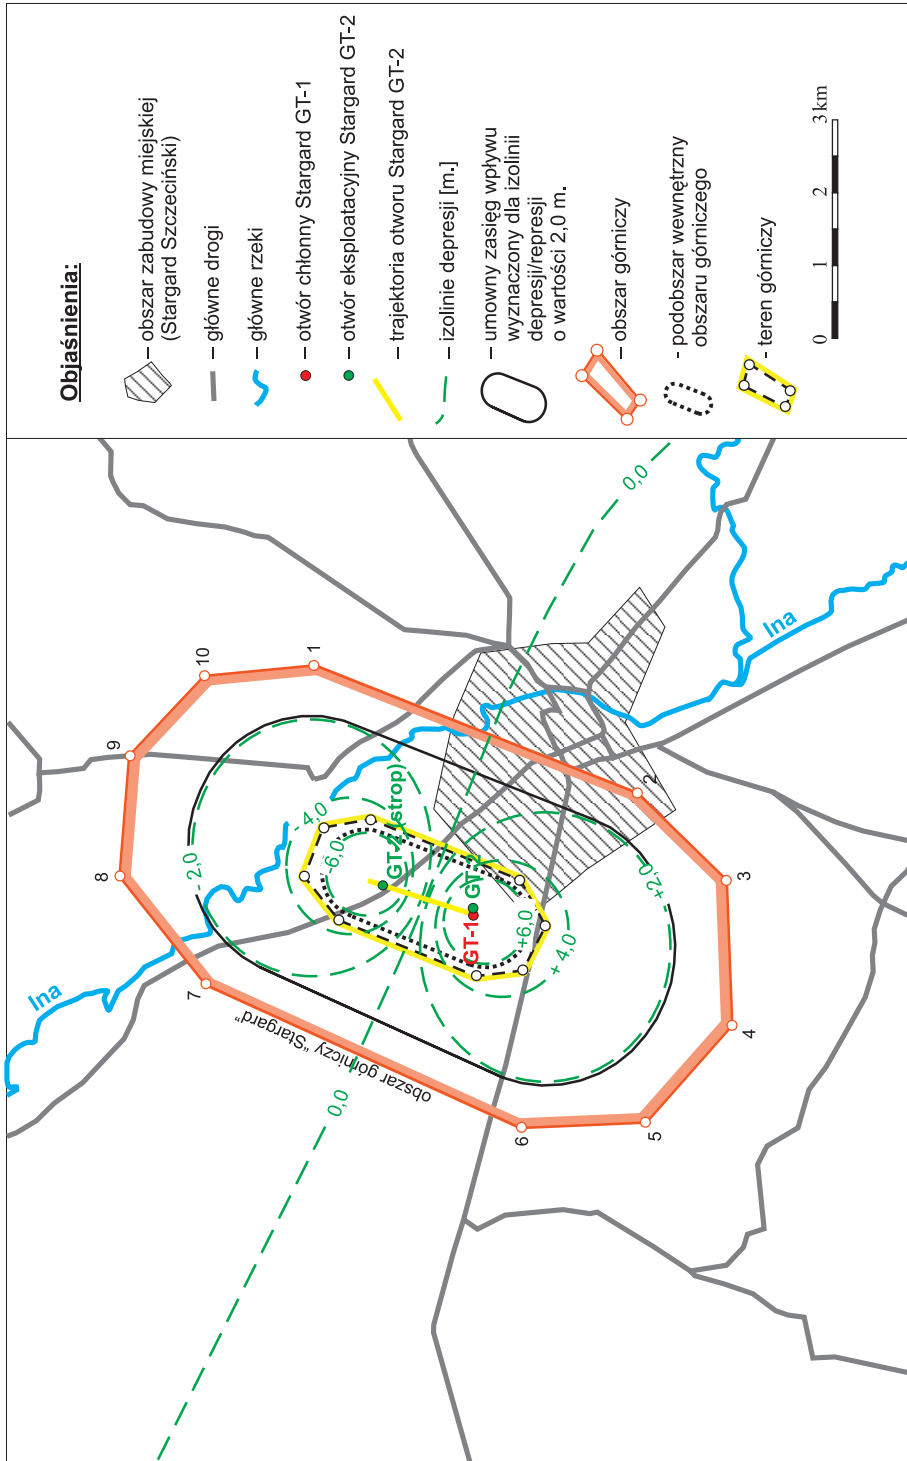 Objaśnienia:
– obszar zabudowy miejskiej
(Stargard Szczeciński)
– główne drogi
– główne rzeki
– otwór chłonny Stargard GT-1
– otwór eksploatacyjny Stargard GT-2
– trajektoria otworu Stargard GT-2
– izolinie depresji [m.]
– umowny zasięg wpływu
wyznaczony dla izolinii
depresji/represji
o wartości 2,0 m.
– obszar górniczy
- podobszar wewnętrzny
obszaru górniczego
- teren górniczy
0 1 2 3 km
Ina
Ina
0,0
0,0
1
2
3
4
5
6
7
8
9
10
obszar górniczy "Stargard"
- 2,0
- 4,0
-6,0
GT-2 (strop)
GT-2
GT-1
+6,0
+ 4,0
+2,0